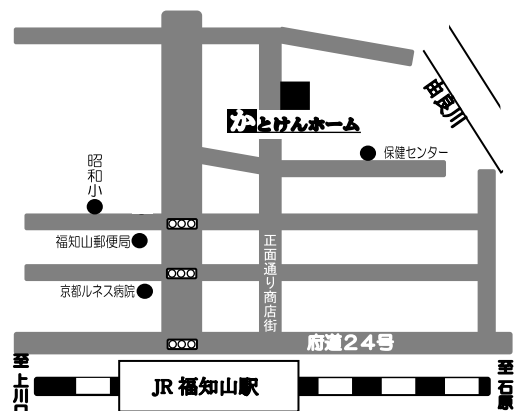 由良川
かとけんホーム
保健センター
昭和小
福知山郵便局
正面通り商店街
京都ルネス病院
府道24号
至上川口
JR 福知山駅
至石原